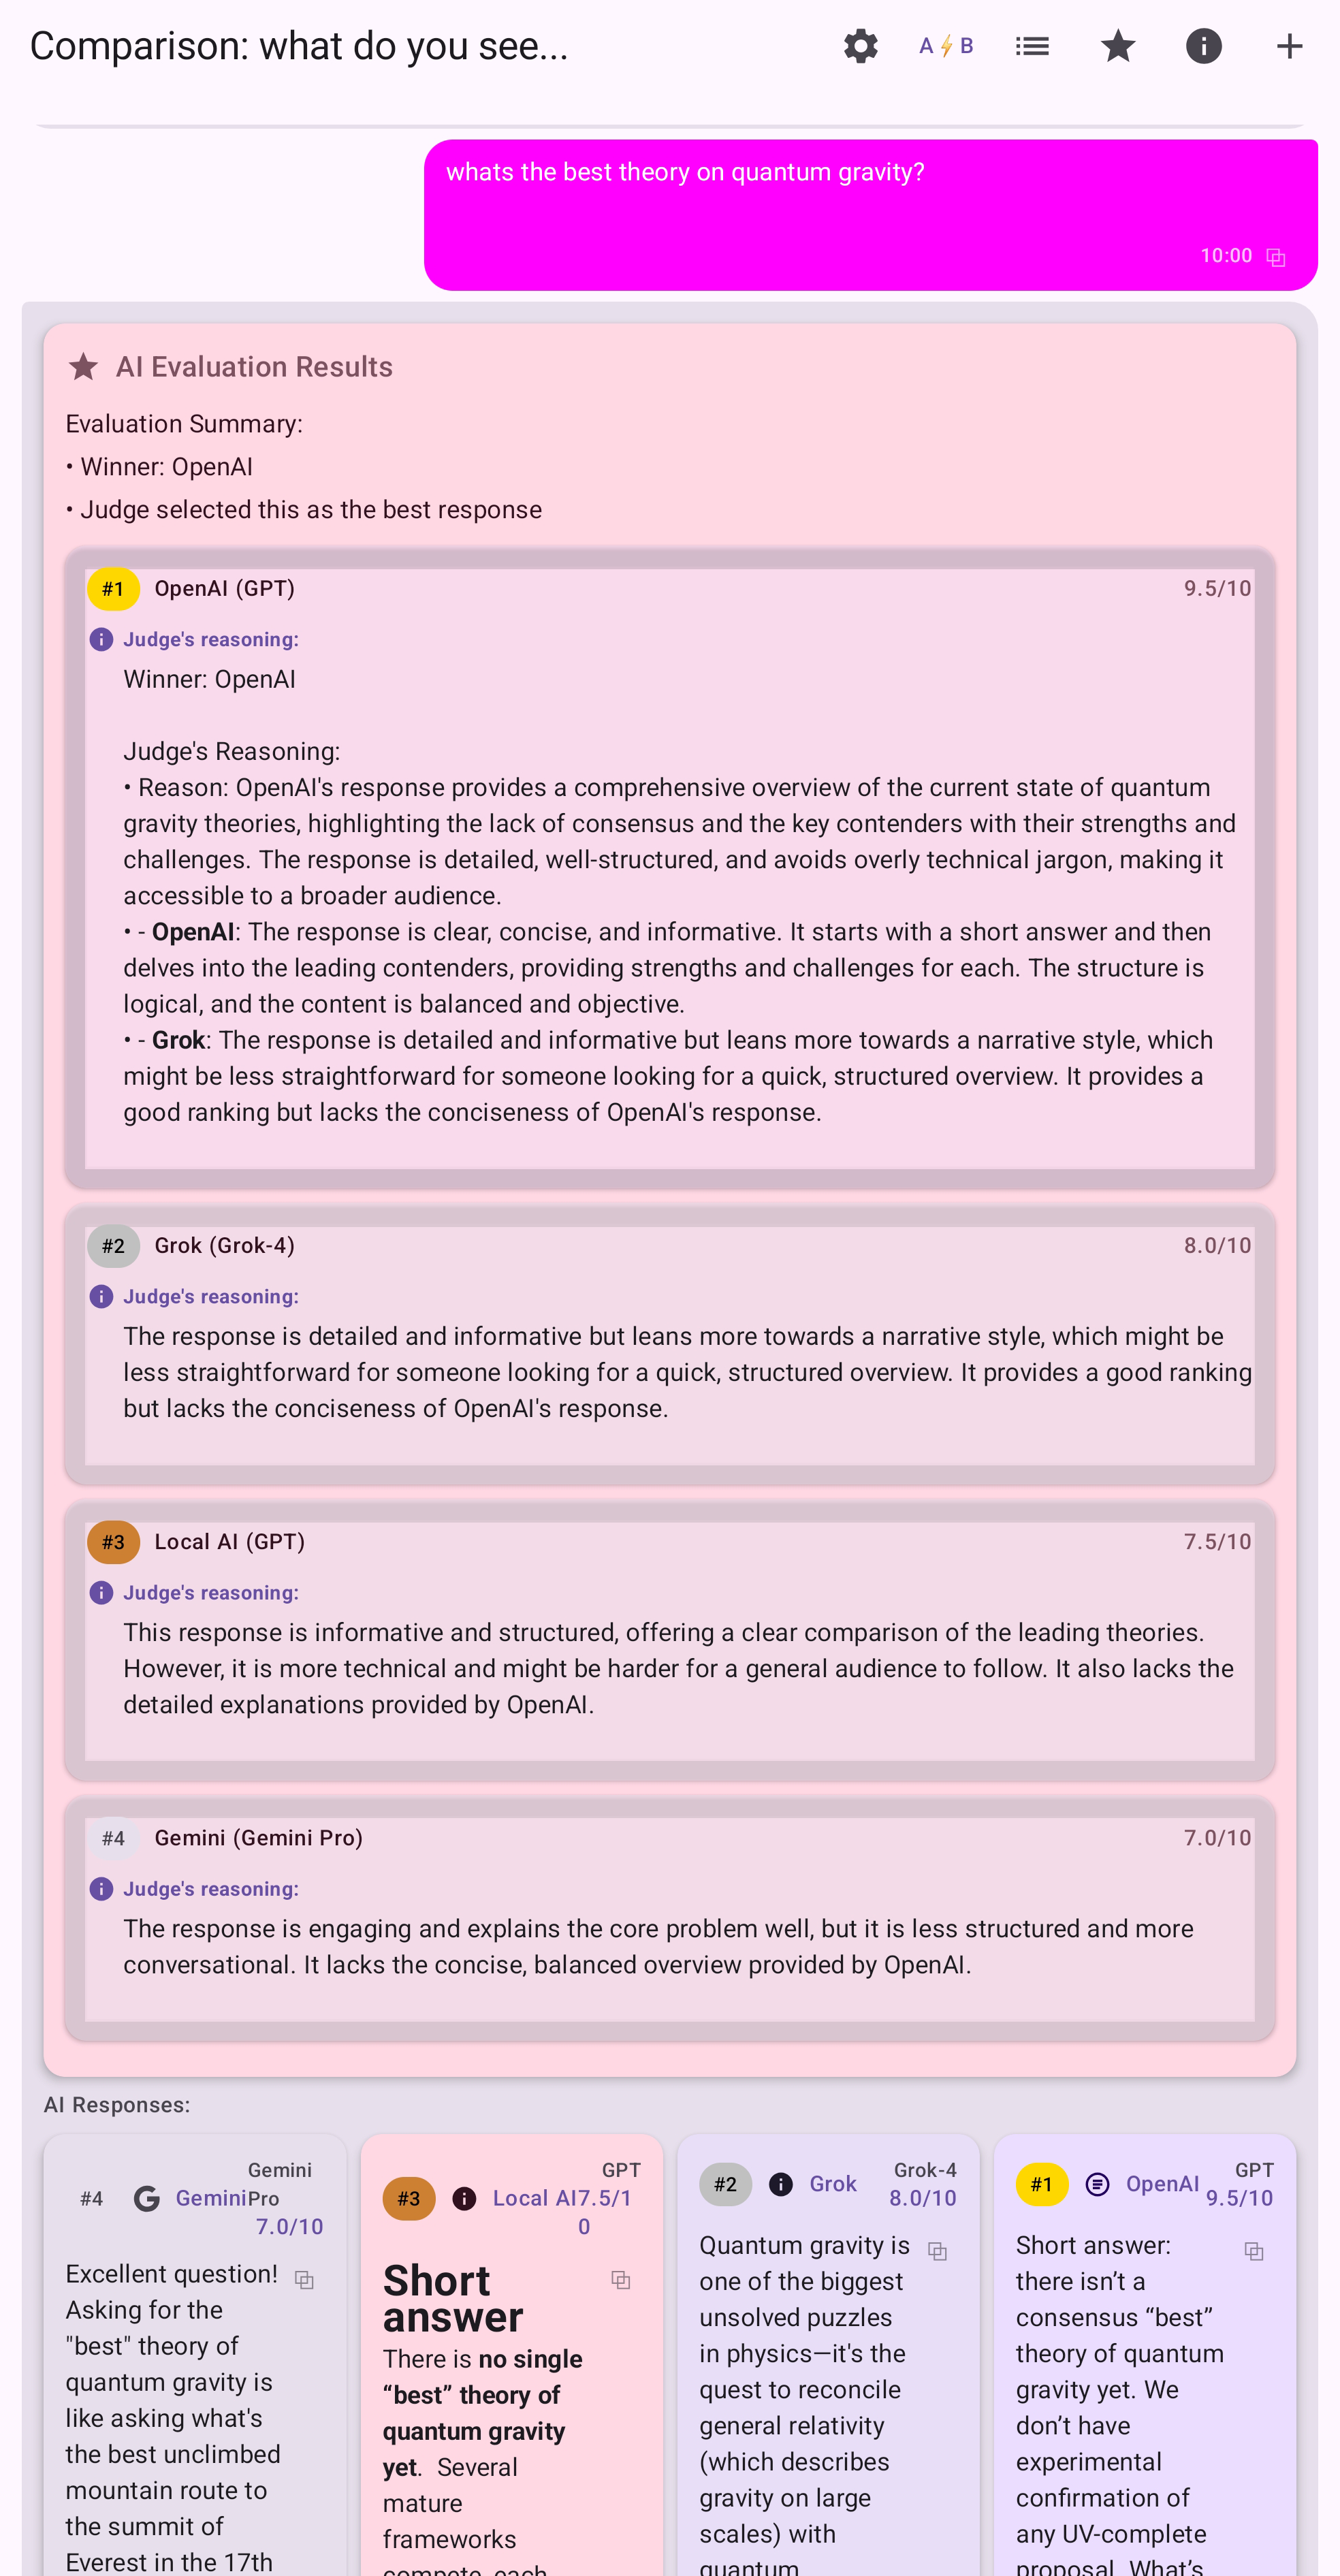 Comparison: what do you see...
A⚡B
whats the best theory on quantum gravity?
10:00
AI Evaluation Results
Evaluation Summary:
• Winner: OpenAI
• Judge selected this as the best response
#1 OpenAI (GPT) 9.5/10
Judge's reasoning:
Winner: OpenAI
Judge's Reasoning:
• Reason: OpenAI's response provides a comprehensive overview of the current state of quantum
gravity theories, highlighting the lack of consensus and the key contenders with their strengths and
challenges. The response is detailed, well-structured, and avoids overly technical jargon, making it
accessible to a broader audience.
• - OpenAI: The response is clear, concise, and informative. It starts with a short answer and then
delves into the leading contenders, providing strengths and challenges for each. The structure is
logical, and the content is balanced and objective.
• - Grok: The response is detailed and informative but leans more towards a narrative style, which
might be less straightforward for someone looking for a quick, structured overview. It provides a
good ranking but lacks the conciseness of OpenAI's response.
#2 Grok (Grok-4) 8.0/10
Judge's reasoning:
The response is detailed and informative but leans more towards a narrative style, which might be
less straightforward for someone looking for a quick, structured overview. It provides a good ranking
but lacks the conciseness of OpenAI's response.
#3 Local AI (GPT) 7.5/10
Judge's reasoning:
This response is informative and structured, offering a clear comparison of the leading theories.
However, it is more technical and might be harder for a general audience to follow. It also lacks the
detailed explanations provided by OpenAI.
#4 Gemini (Gemini Pro) 7.0/10
Judge's reasoning:
The response is engaging and explains the core problem well, but it is less structured and more
conversational. It lacks the concise, balanced overview provided by OpenAI.
AI Responses:
#4 Gemini
Gemini
Pro
7.0/10
Excellent question!
Asking for the
"best" theory of
quantum gravity is
like asking what's
the best unclimbed
mountain route to
the summit of
Everest in the 17th
#3 Local AI
GPT
7.5/1
0
Short
answer
There is no single
“best” theory of
quantum gravity
yet.  Several
mature
frameworks
compete, each
#2 Grok
Grok-4
8.0/10
Quantum gravity is
one of the biggest
unsolved puzzles
in physics—it's the
quest to reconcile
general relativity
(which describes
gravity on large
scales) with
quantum
#1 OpenAI
GPT
9.5/10
Short answer:
there isn’t a
consensus “best”
theory of quantum
gravity yet. We
don’t have
experimental
confirmation of
any UV-complete
proposal. What’s